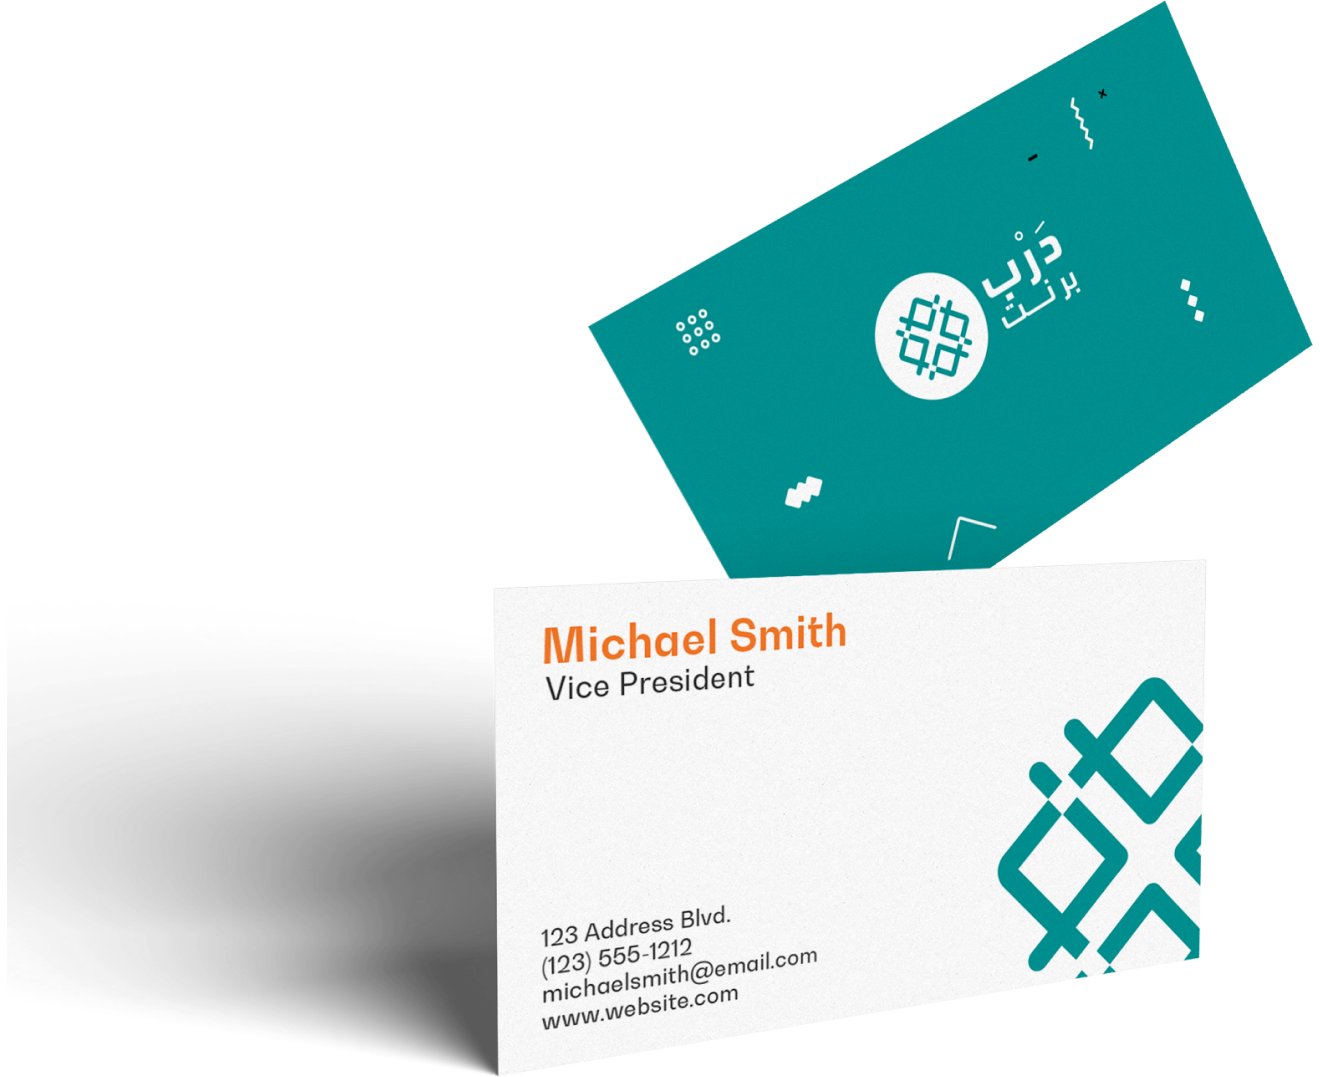 دَرْب
برنت
Michael Smith
Vice President
123 Address Blvd.
(123) 555-1212
michaelsmith@email.com
www.website.com